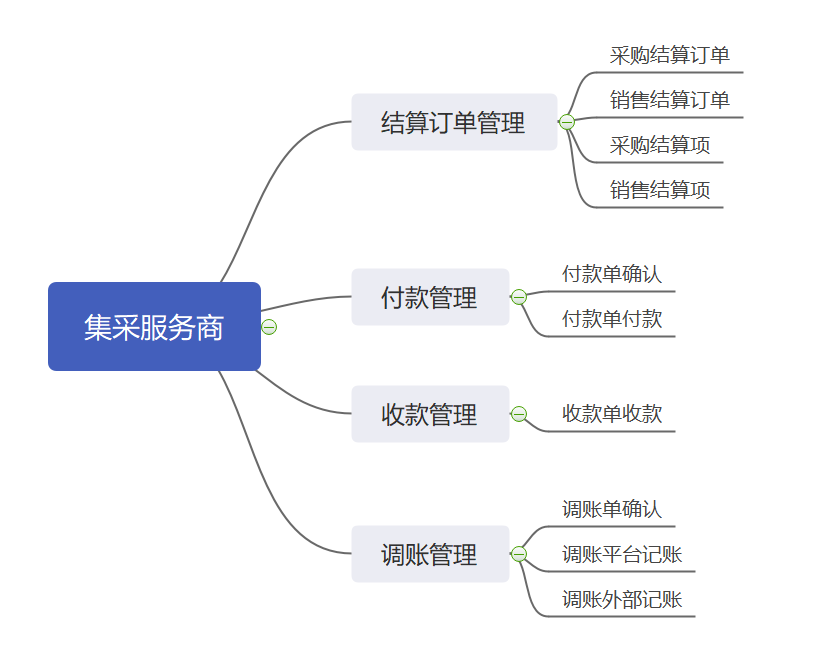 集采服务商
结算订单管理
采购结算订单
销售结算订单
采购结算项
销售结算项
付款管理
付款单确认
付款单付款
收款管理
收款单收款
调账管理
调账单确认
调账平台记账
调账外部记账